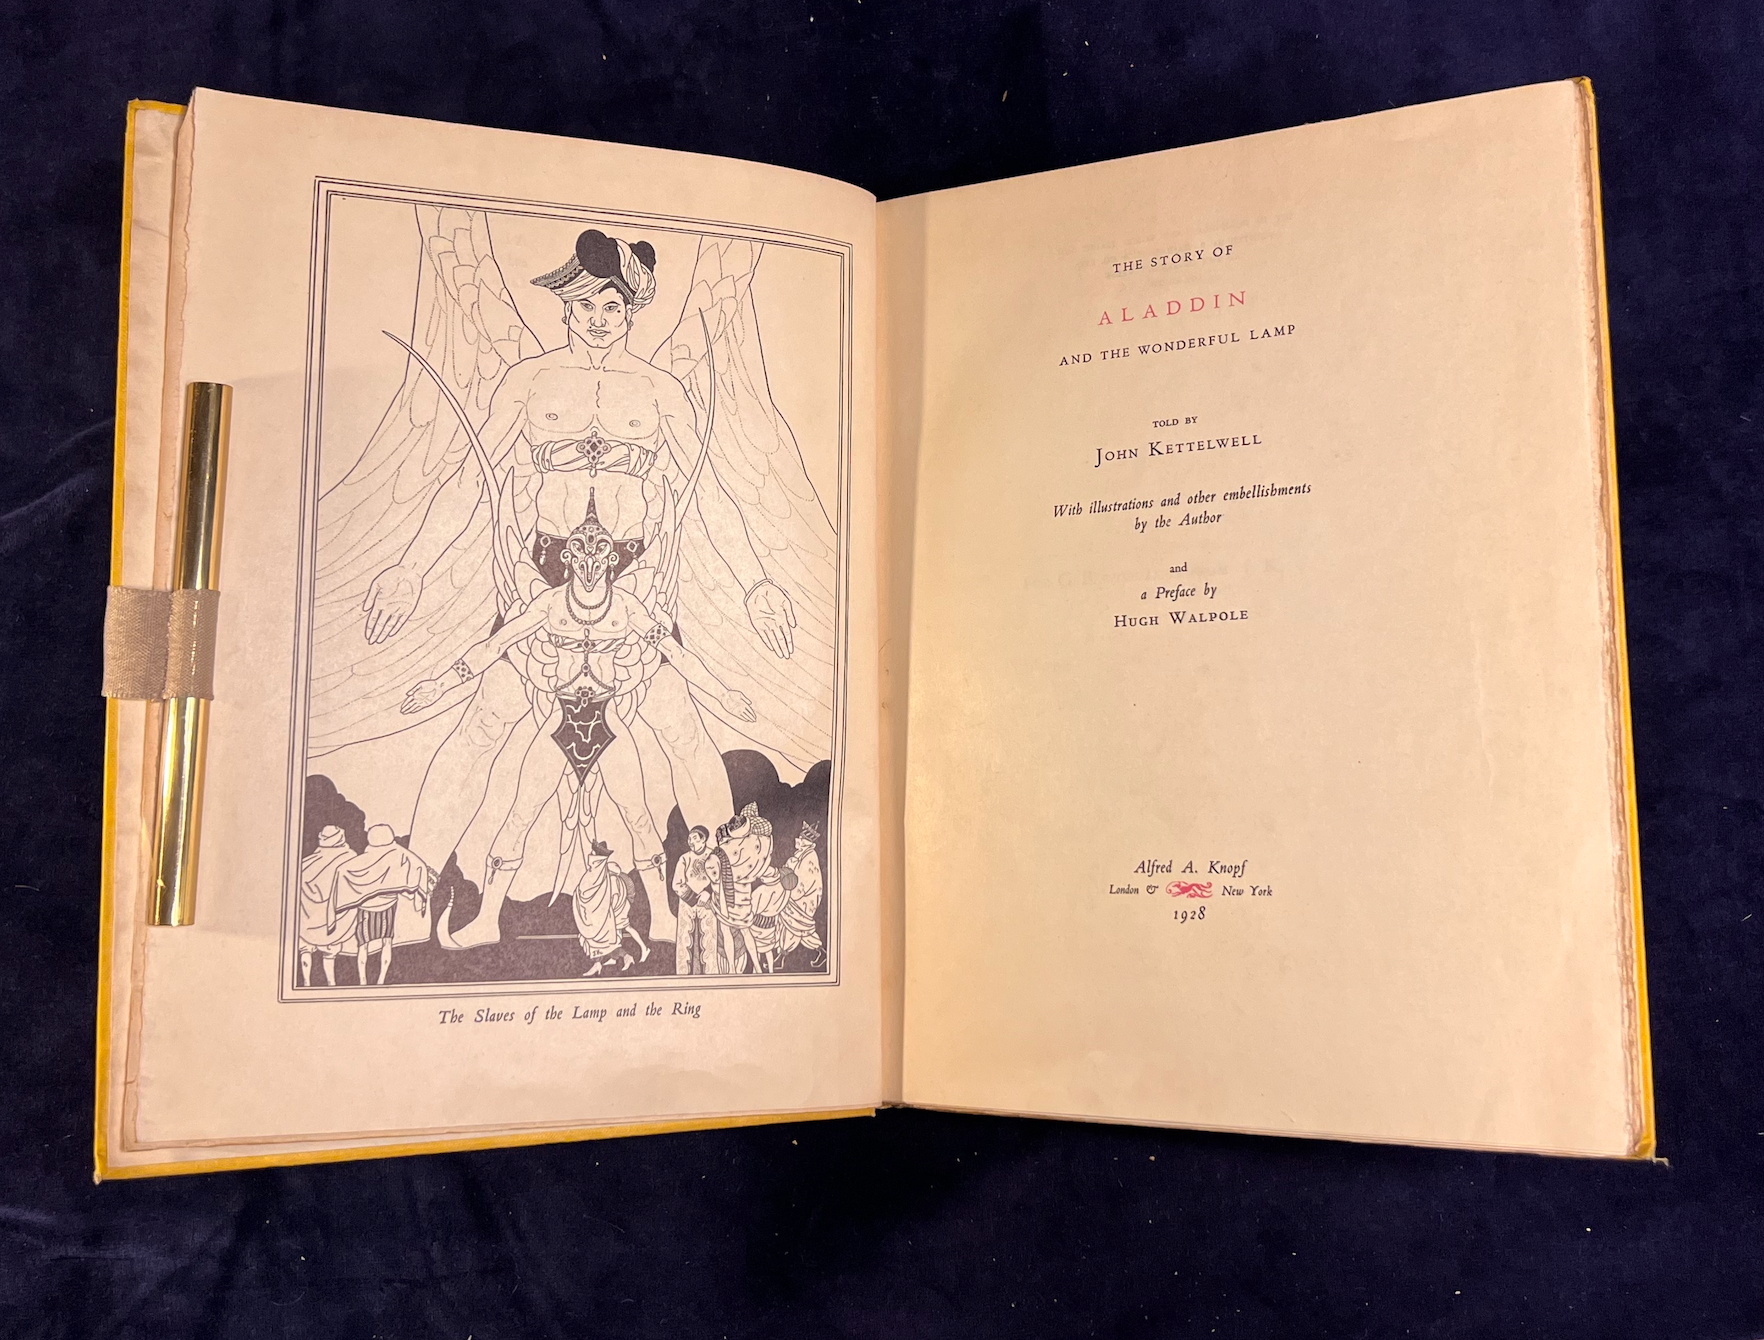 The Slaves of the Lamp and the Ring
THE STORY OF
ALADDIN
AND THE WONDERFUL LAMP
TOLD BY
JOHN KETTELWELL
With illustrations and other embellishments
by the Author
and
a Preface by
HUGH WALPOLE
Alfred A. Knopf
London & New York
1928